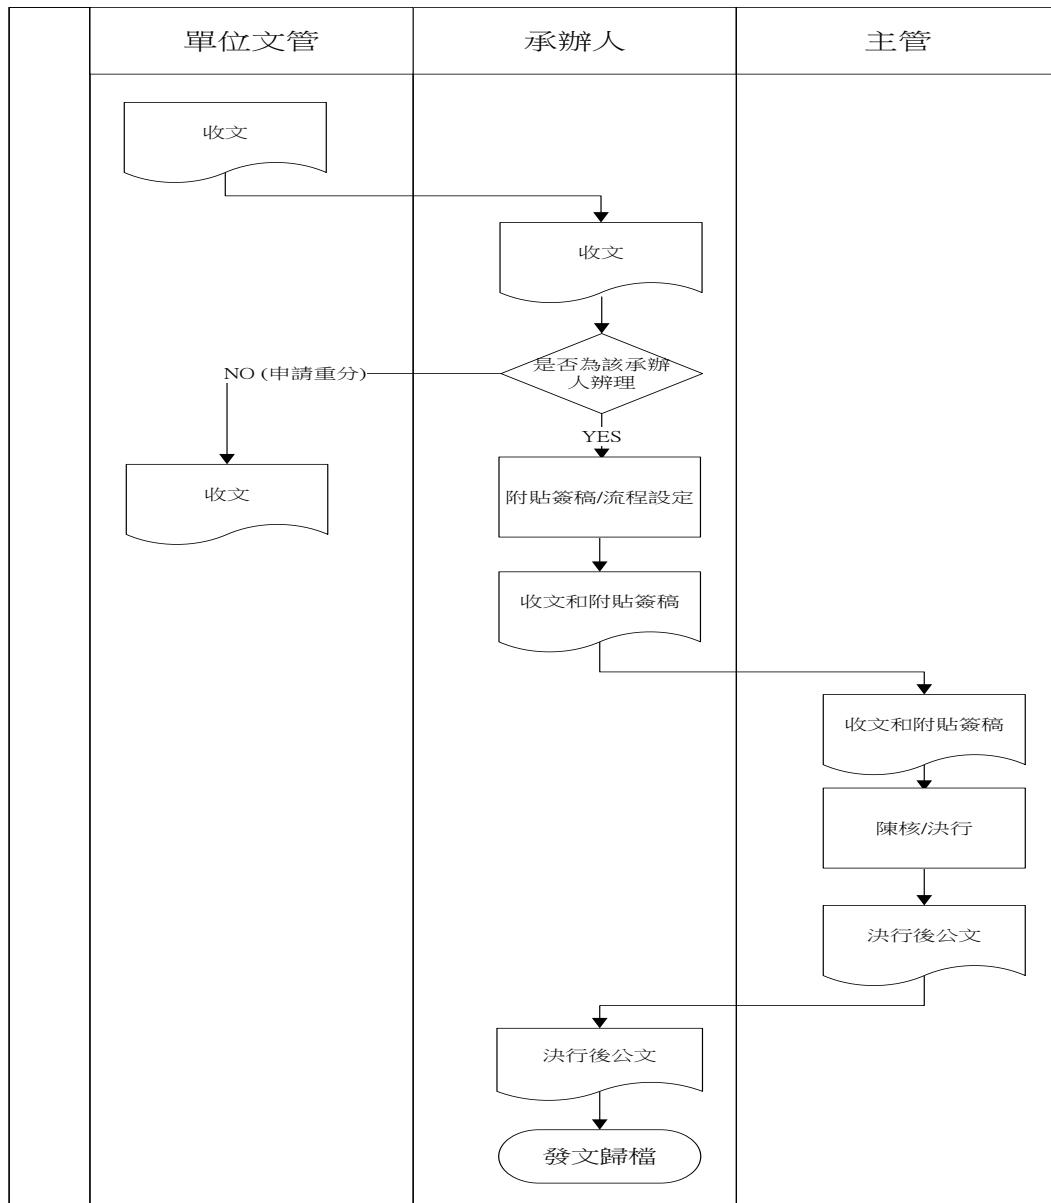 單位文管
承辦人
主管
收文
收文
是否為該承辦
人辨理
NO (申請重分)
YES
收文
附貼簽稿/流程設定
收文和附貼簽稿
收文和附貼簽稿
陳核/決行
決行後公文
決行後公文
發文歸檔